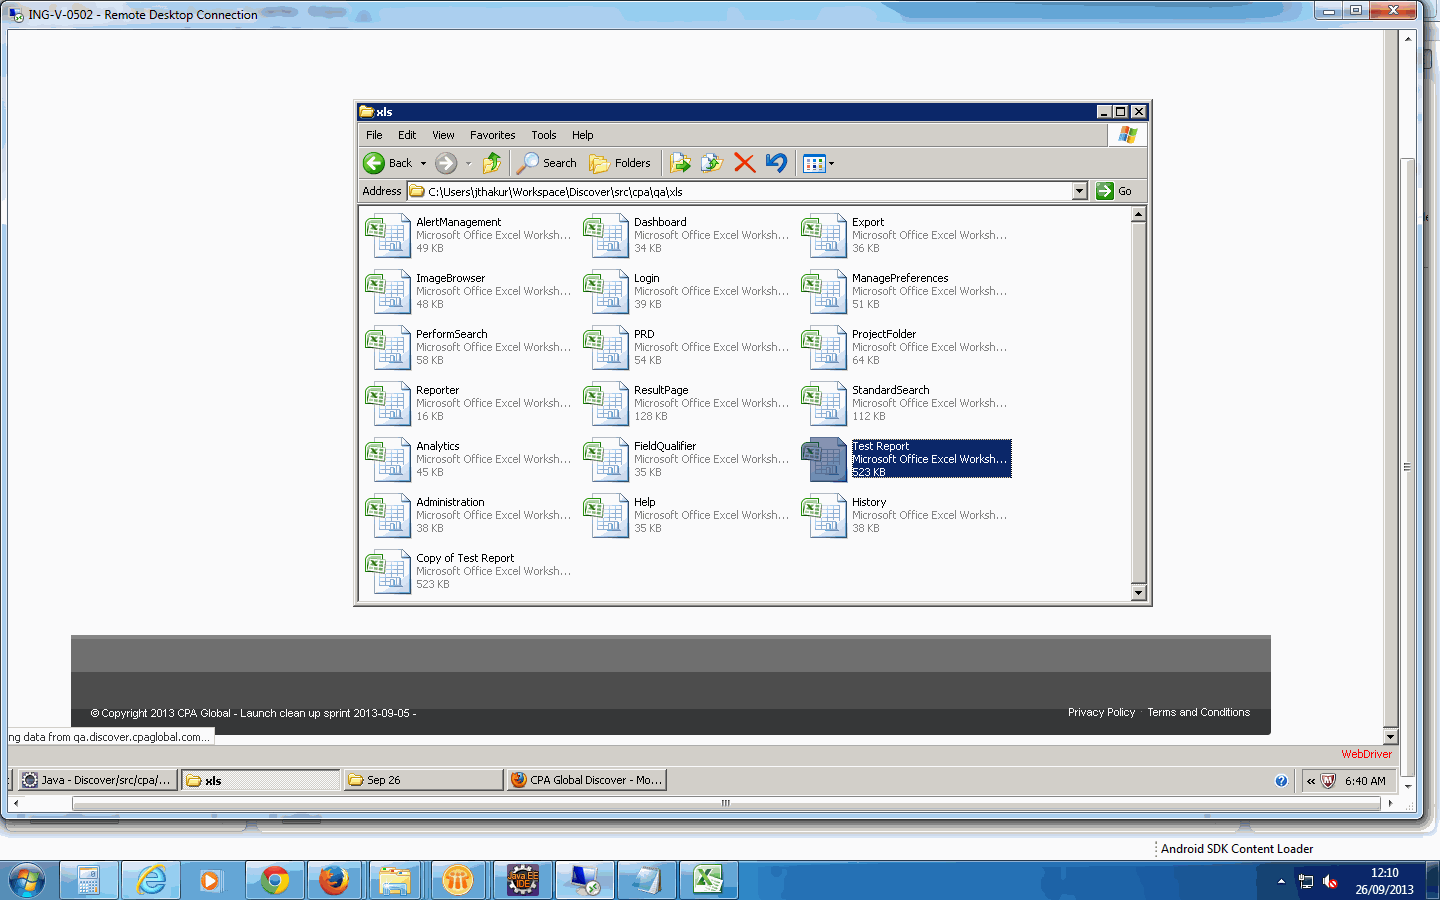 ING-V-0502 - Remote Desktop Connection
xls
File Edit View Favorites Tools Help
Back Search Folders
Address C:\Users\jthakur\Workspace\Discover\src\cpa\qa\xls Go
AlertManagement
Microsoft Office Excel Worksh...
49 KB
Dashboard
Microsoft Office Excel Worksh...
34 KB
Export
Microsoft Office Excel Worksh...
36 KB
ImageBrowser
Microsoft Office Excel Worksh...
48 KB
Login
Microsoft Office Excel Worksh...
39 KB
ManagePreferences
Microsoft Office Excel Worksh...
51 KB
PerformSearch
Microsoft Office Excel Worksh...
58 KB
PRD
Microsoft Office Excel Worksh...
54 KB
ProjectFolder
Microsoft Office Excel Worksh...
64 KB
Reporter
Microsoft Office Excel Worksh...
16 KB
ResultPage
Microsoft Office Excel Worksh...
128 KB
StandardSearch
Microsoft Office Excel Worksh...
112 KB
Analytics
Microsoft Office Excel Worksh...
45 KB
FieldQualifier
Microsoft Office Excel Worksh...
35 KB
Test Report
Microsoft Office Excel Worksh...
523 KB
Administration
Microsoft Office Excel Worksh...
38 KB
Help
Microsoft Office Excel Worksh...
35 KB
History
Microsoft Office Excel Worksh...
38 KB
Copy of Test Report
Microsoft Office Excel Worksh...
523 KB
© Copyright 2013 CPA Global - Launch clean up sprint 2013-09-05 -
Privacy Policy · Terms and Conditions
ng data from qa.discover.cpaglobal.com...
WebDriver
Java - Discover/src/cpa/... xls Sep 26 CPA Global Discover - Mo... « 6:40 AM
Android SDK Content Loader
Java EE
IDE
12:10
26/09/2013